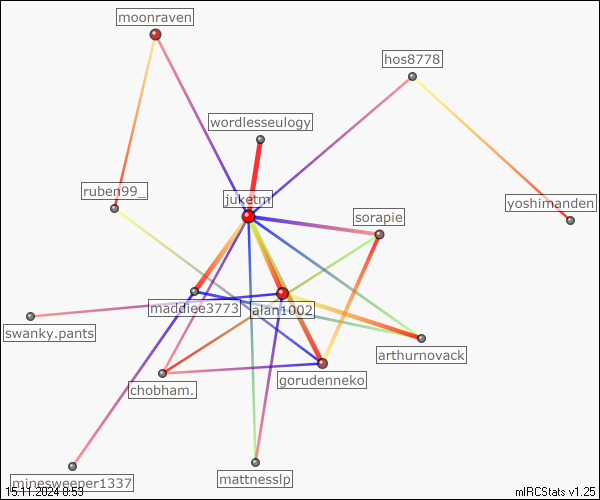 moonraven
hos8778
wordlesseulogy
ruben99_
juketm
yoshimanden
sorapie
maddiee3773
alan1002
swanky.pants
arthurnovack
gorudenneko
chobham.
mattnesslp
minesweeper1337
15.11.2024 8:53
mIRCStats v1.25